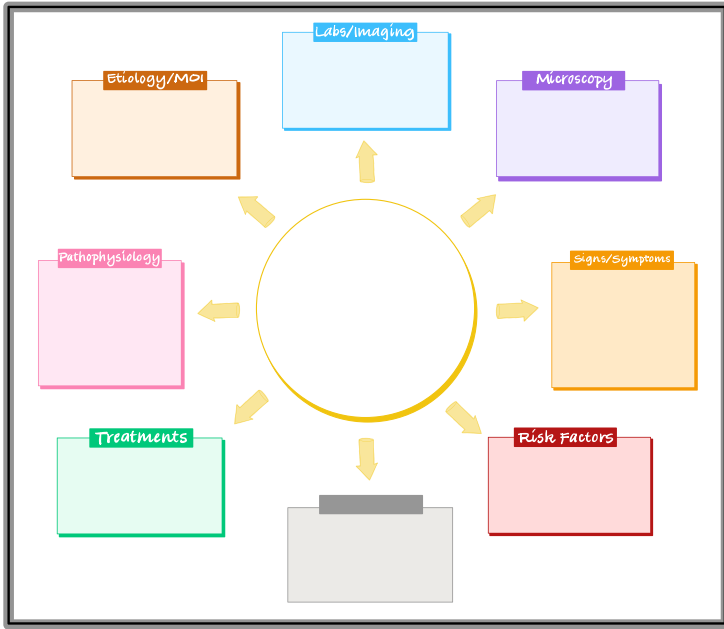 Labs/Imaging
Etiology/MOI
Microscopy
Pathophysiology
Signs/Symptoms
Treatments
Risk Factors